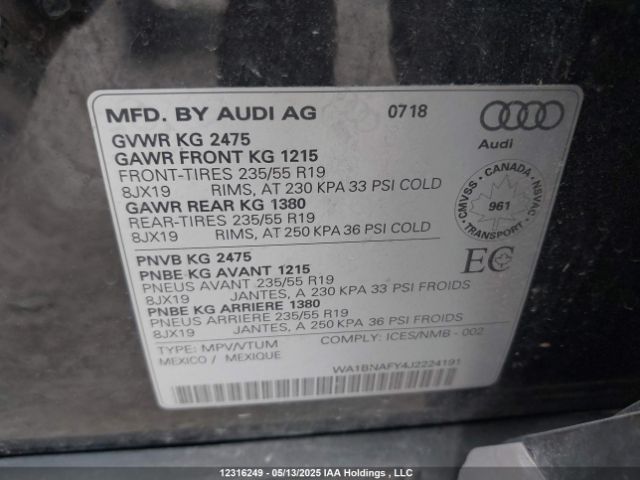 MFD. BY AUDI AG 0718
Audi
GVWR KG 2475
GAWR FRONT KG 1215
FRONT-TIRES 235/55 R19
8JX19 RIMS, AT 230 KPA 33 PSI COLD
GAWR REAR KG 1380
REAR-TIRES 235/55 R19
8JX19 RIMS, AT 250 KPA 36 PSI COLD
CMVSS - CANADA - NSVAC
961
TRANSPORT
PNVB KG 2475
PNBE KG AVANT 1215
PNEUS AVANT 235/55 R19
8JX19 JANTES, A 230 KPA 33 PSI FROIDS
PNBE KG ARRIERE 1380
PNEUS ARRIERE 235/55 R19
8JX19 JANTES, A 250 KPA 36 PSI FROIDS
EC
TYPE: MPV/VTUM COMPLY: ICES/NMB - 002
MEXICO / MEXIQUE
WA1BNAFY4J2224191
12316249 - 05/13/2025 IAA Holdings , LLC